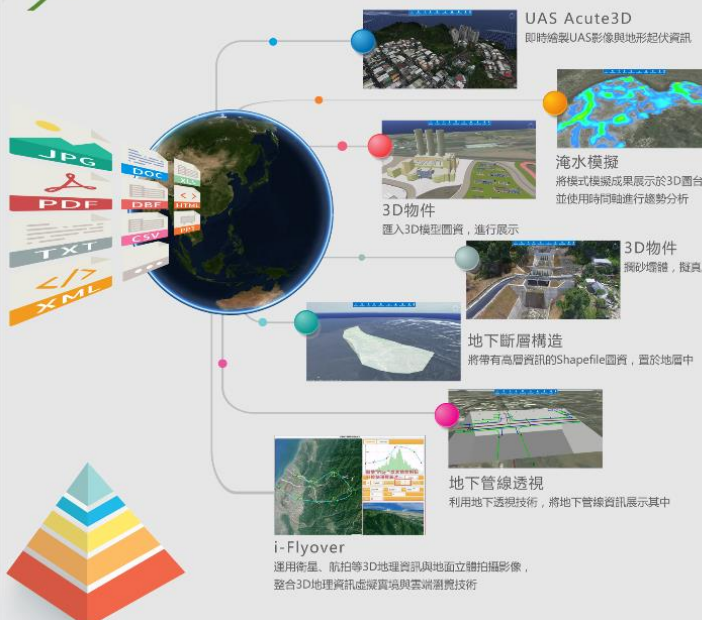 UAS Acute3D
即時繪製UAS影像與地形起伏資訊
淹水模擬
將模式模擬成果展示於3D圖台
並使用時間軸進行趨勢分析
3D物件
匯入3D模型圖資，進行展示
3D物件
攔砂壩體，擬真
地下斷層構造
將帶有高層資訊的Shapefile圖資，置於地層中
地下管線透視
利用地下透視技術，將地下管線資訊展示其中
i-Flyover
運用衛星、航拍等3D地理資訊與地面立體拍攝影像，
整合3D地理資訊虛擬實境與雲端瀏覽技術
JPG
PDF
TXT
</>
XML
DOC
DBF
CSV
XLS
< >
HTML
PPT